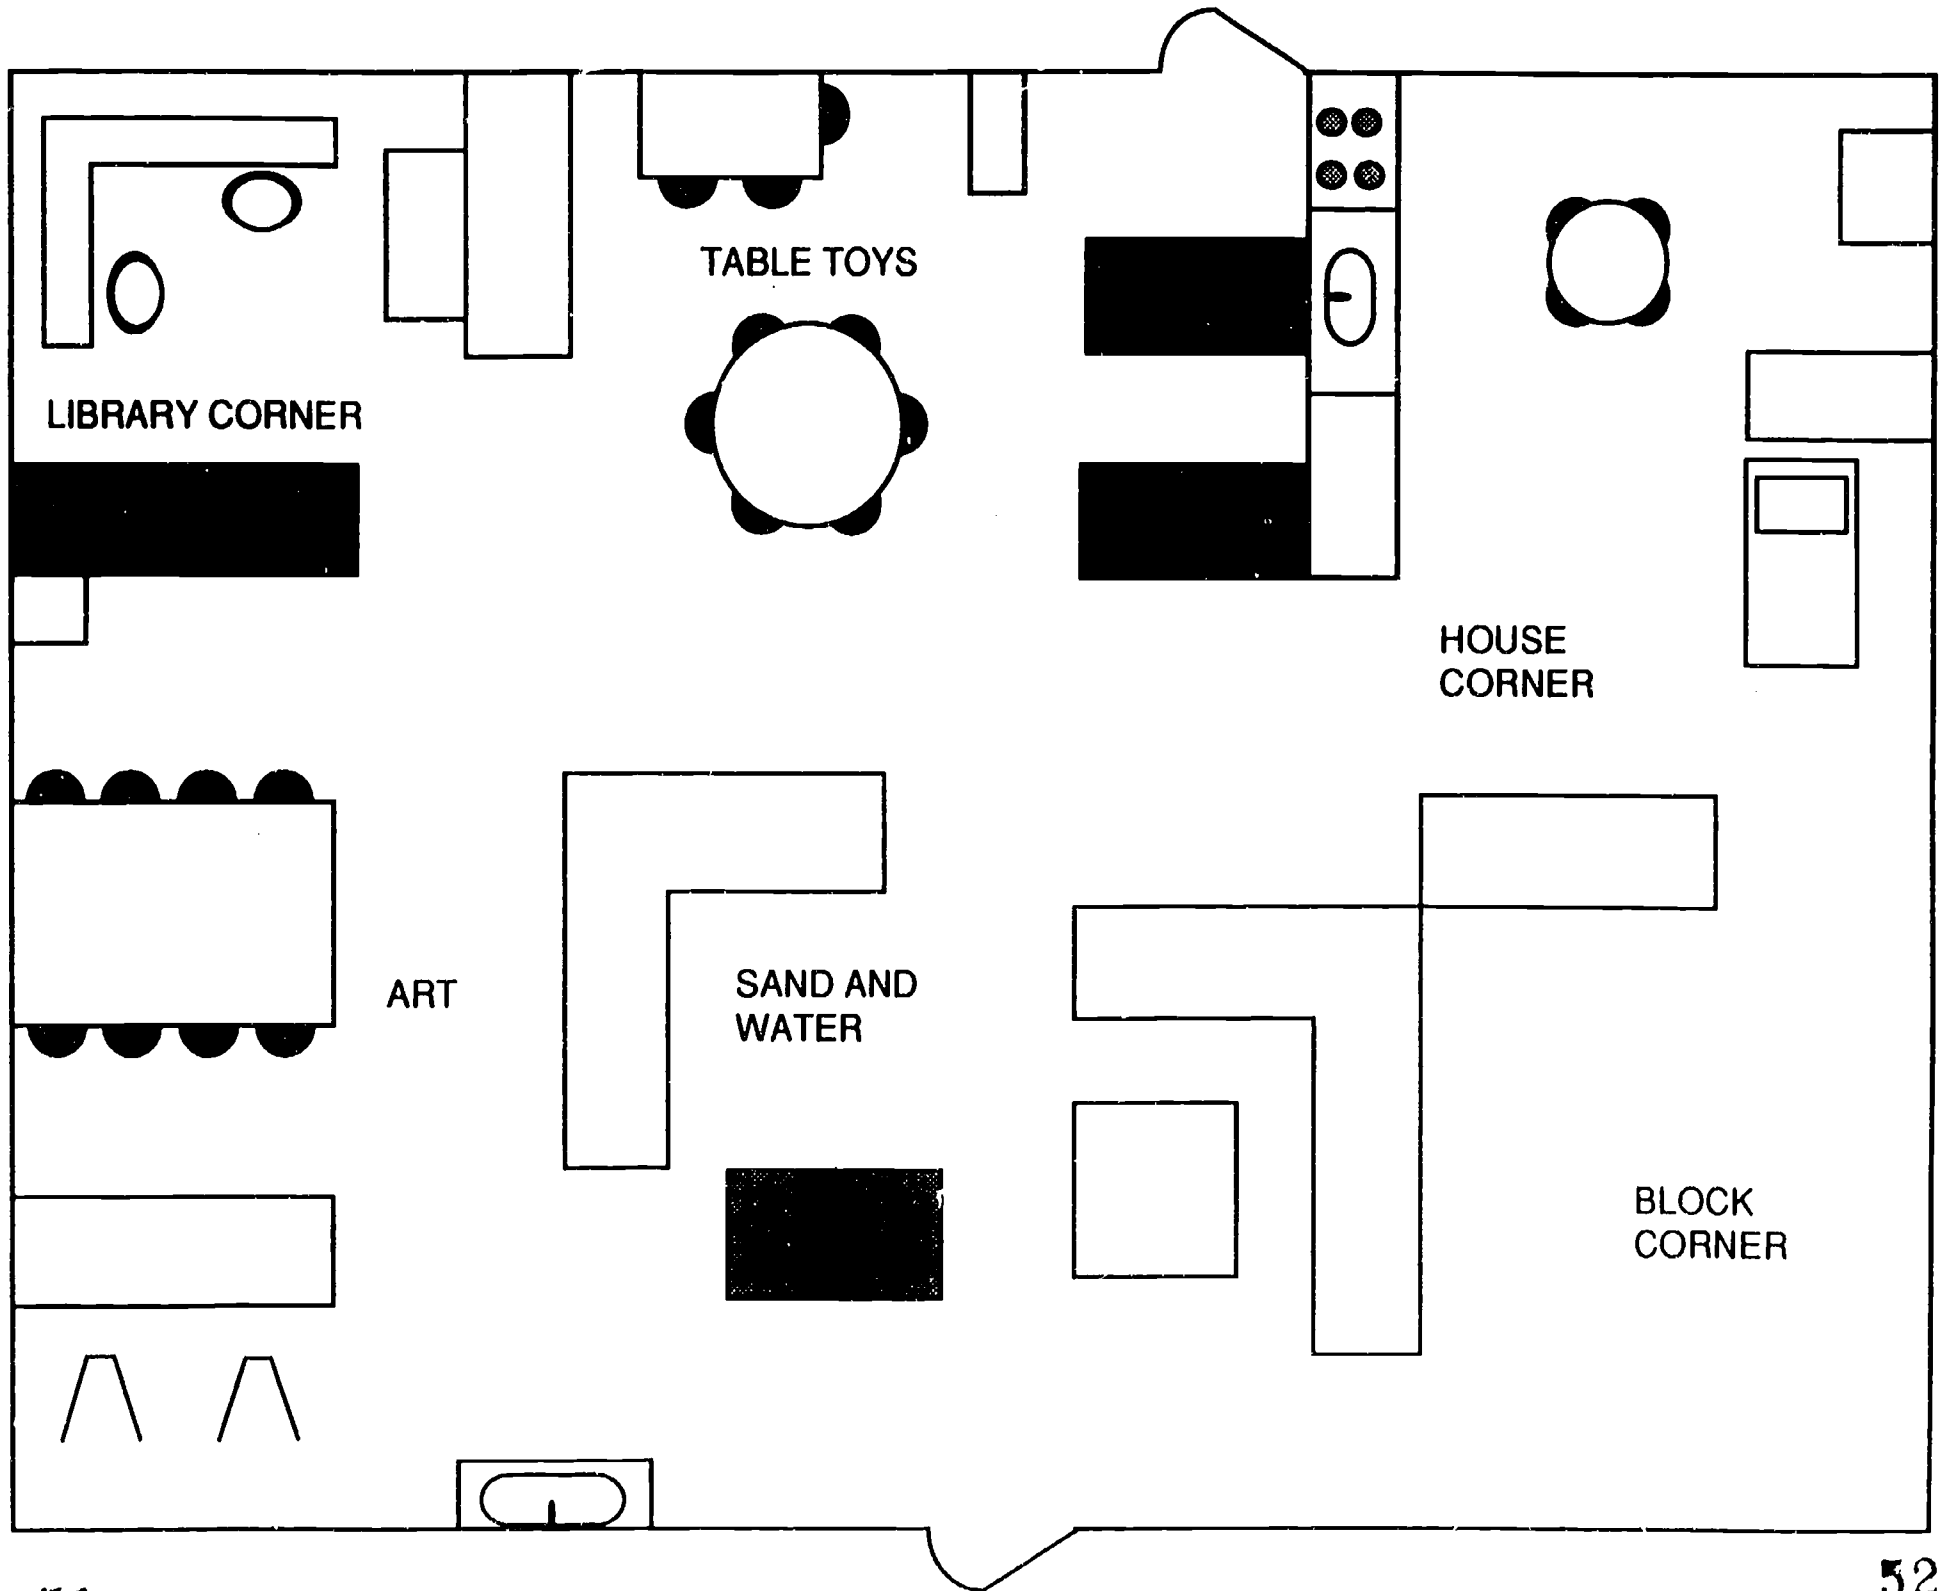 TABLE TOYS
LIBRARY CORNER
HOUSE
CORNER
ART
SAND AND
WATER
BLOCK
CORNER
52